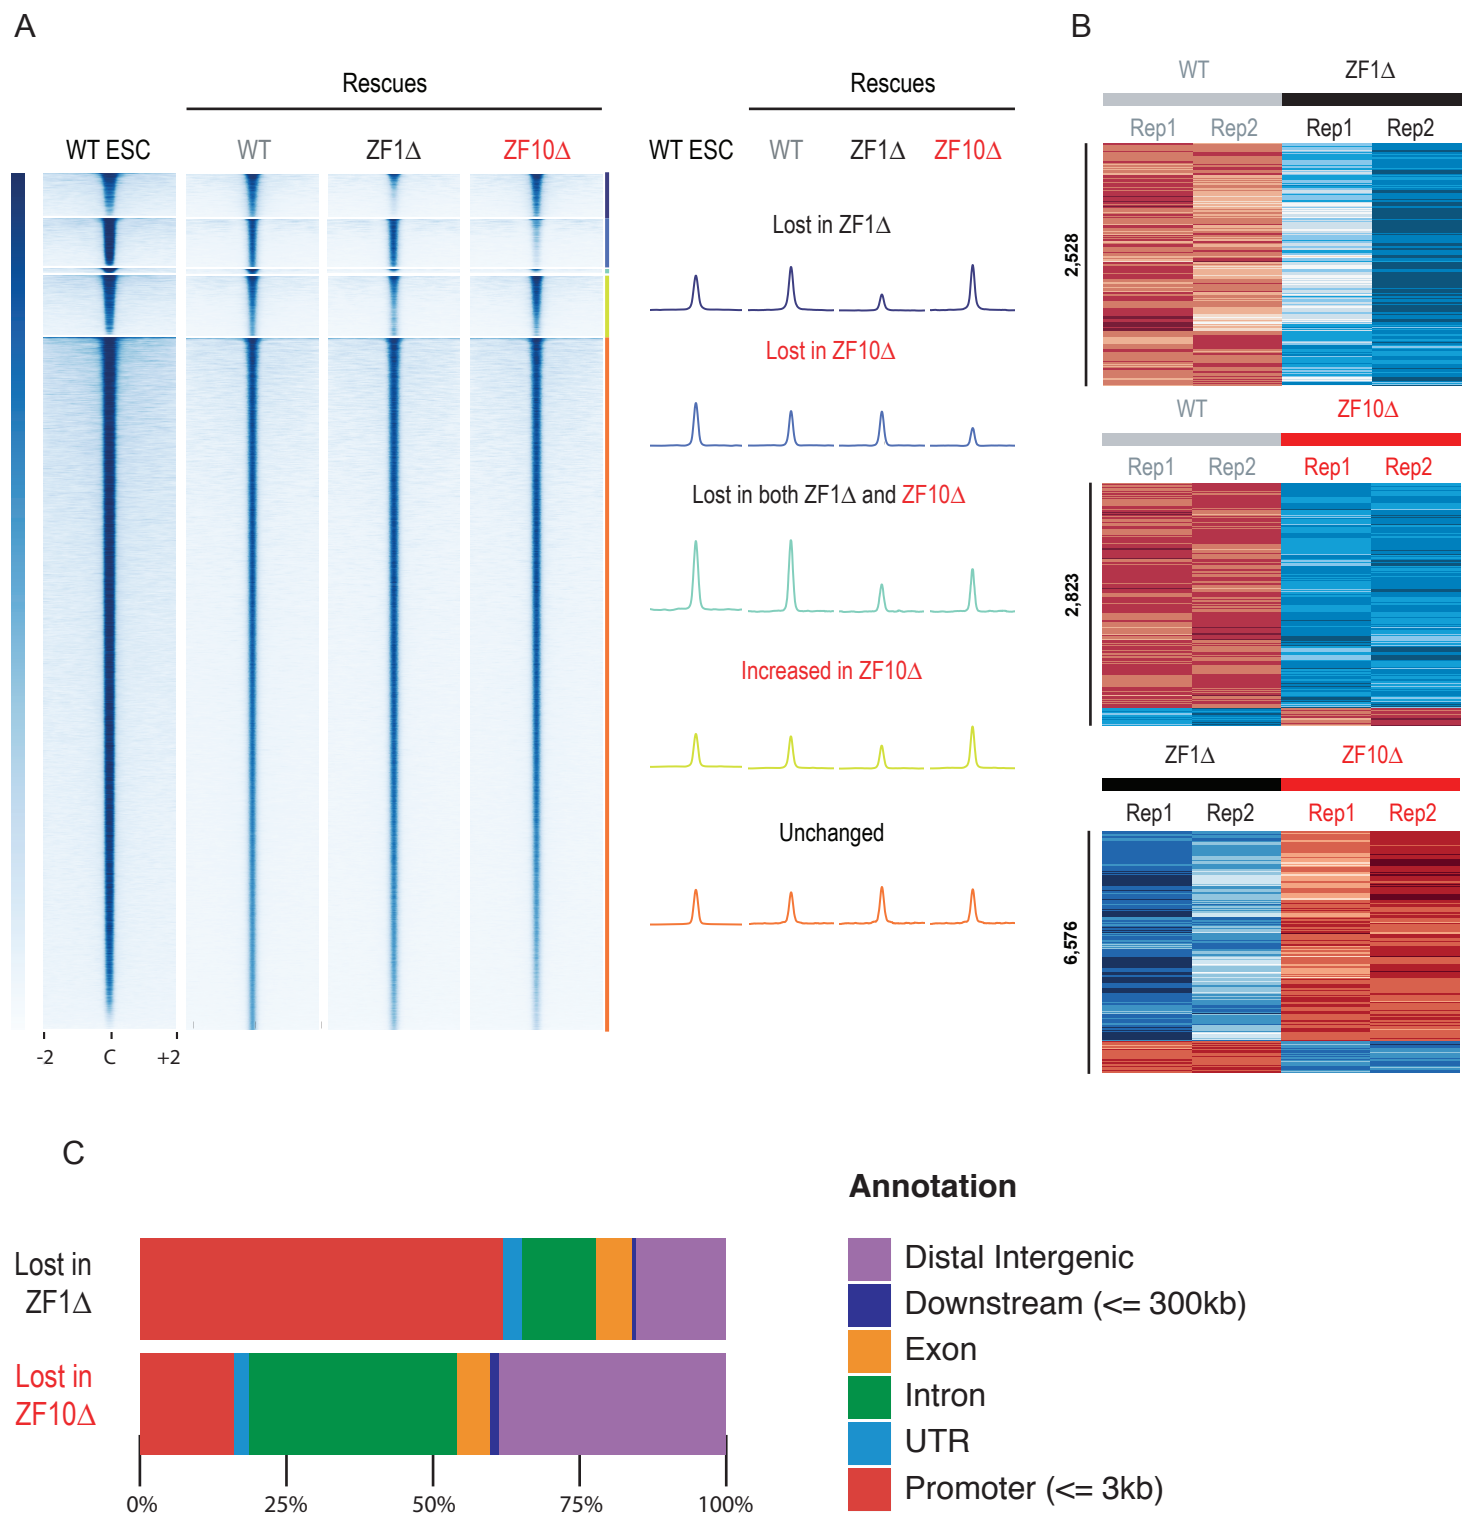 A
Rescues
WT ESC WT ZF1Δ ZF10Δ
-2 C +2
Rescues
WT ESC WT ZF1Δ ZF10Δ
Lost in ZF1Δ
Lost in ZF10Δ
Lost in both ZF1Δ and ZF10Δ
Increased in ZF10Δ
Unchanged
B
WT ZF1Δ
Rep1 Rep2 Rep1 Rep2
2,528
WT ZF10Δ
Rep1 Rep2 Rep1 Rep2
2,823
ZF1Δ ZF10Δ
Rep1 Rep2 Rep1 Rep2
6,576
C
Lost in
ZF1Δ
Lost in
ZF10Δ
0% 25% 50% 75% 100%
Annotation
Distal Intergenic
Downstream (<= 300kb)
Exon
Intron
UTR
Promoter (<= 3kb)